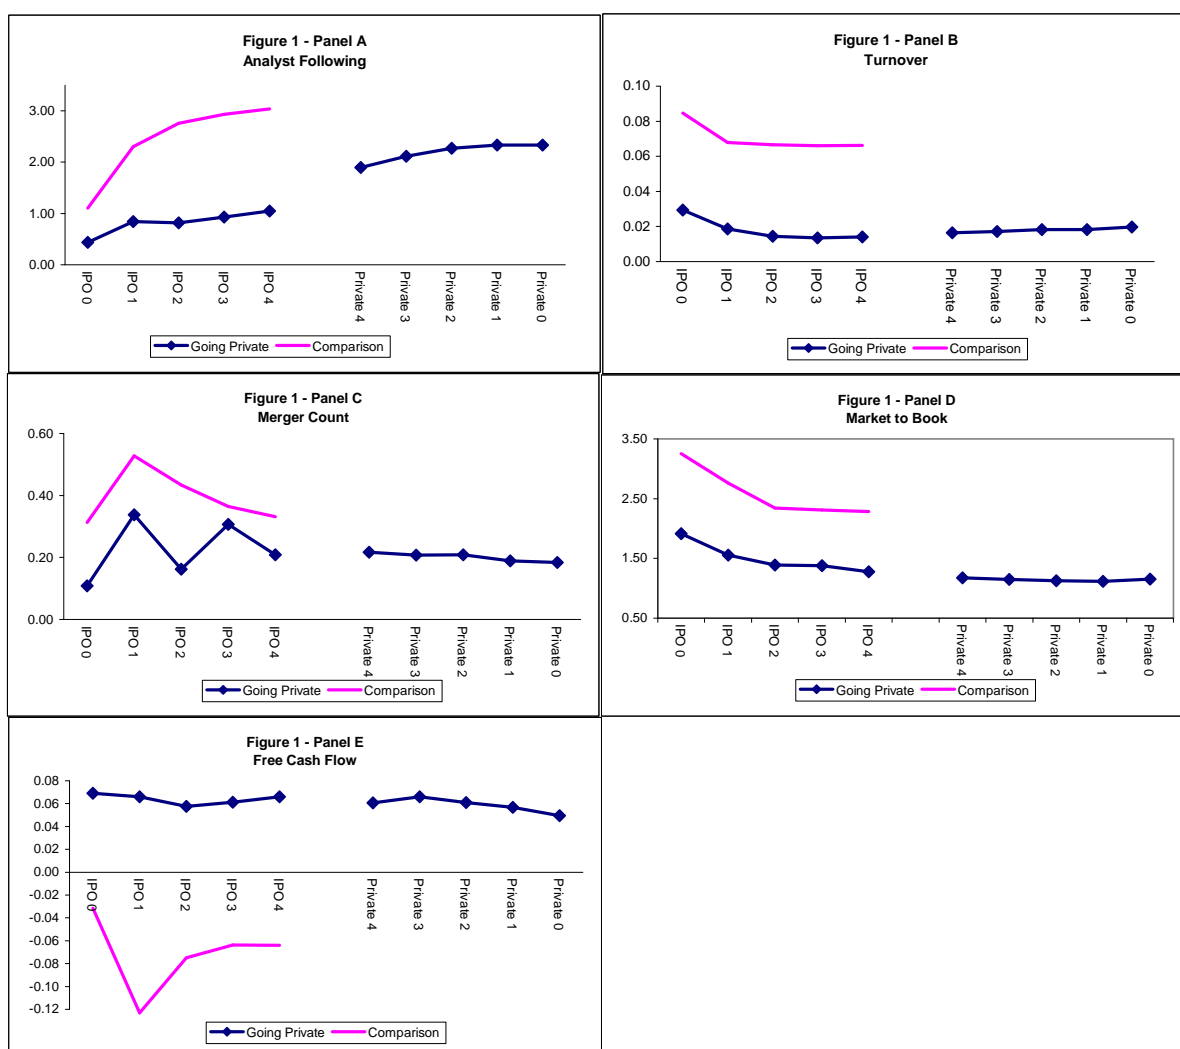 Figure 1 - Panel A
Analyst Following
3.00
2.00
1.00
0.00
IPO 0
IPO 1
IPO 2
IPO 3
IPO 4
Private 4
Private 3
Private 2
Private 1
Private 0
Going Private
Comparison
Figure 1 - Panel B
Turnover
0.10
0.08
0.06
0.04
0.02
0.00
IPO 0
IPO 1
IPO 2
IPO 3
IPO 4
Private 4
Private 3
Private 2
Private 1
Private 0
Going Private
Comparison
Figure 1 - Panel C
Merger Count
0.60
0.40
0.20
0.00
IPO 0
IPO 1
IPO 2
IPO 3
IPO 4
Private 4
Private 3
Private 2
Private 1
Private 0
Going Private
Comparison
Figure 1 - Panel D
Market to Book
3.50
2.50
1.50
0.50
IPO 0
IPO 1
IPO 2
IPO 3
IPO 4
Private 4
Private 3
Private 2
Private 1
Private 0
Going Private
Comparison
Figure 1 - Panel E
Free Cash Flow
0.08
0.06
0.04
0.02
0.00
-0.02
-0.04
-0.06
-0.08
-0.10
-0.12
IPO 0
IPO 1
IPO 2
IPO 3
IPO 4
Private 4
Private 3
Private 2
Private 1
Private 0
Going Private
Comparison